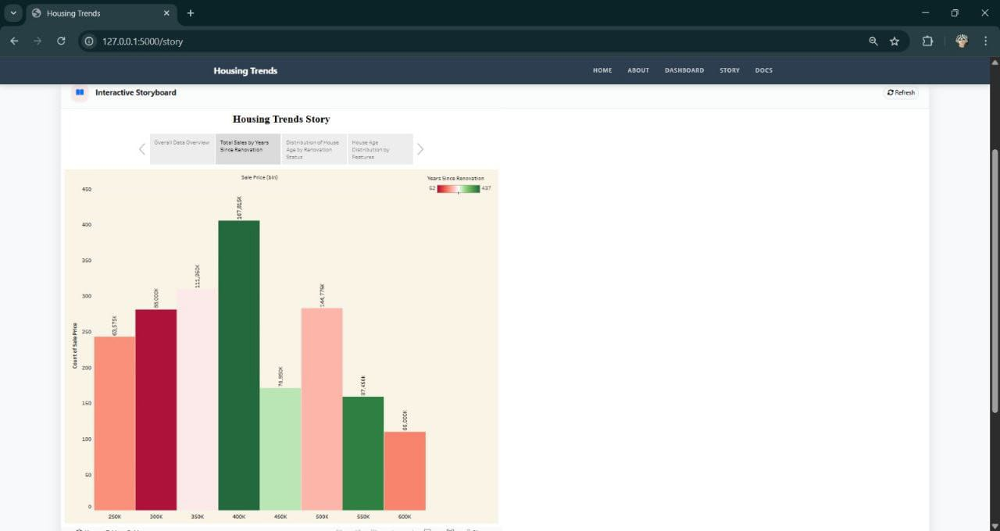 Housing Trends
127.0.0.1:5000/story
Housing Trends
HOME ABOUT DASHBOARD STORY DOCS
Interactive Storyboard
Refresh
Housing Trends Story
Overall Data Overview
Total Sales by Years
Since Renovation
Distribution of House
Age by Renovation
Status
House Age
Distribution by
Features
Sale Price (bin)
Years Since Renovation
52 437
Count of Sale Price
450
400
350
300
250
200
150
100
50
0
63,575K
88,000K
111,950K
167,815K
76,950K
144,775K
87,450K
66,000K
250K 300K 350K 400K 450K 500K 550K 600K